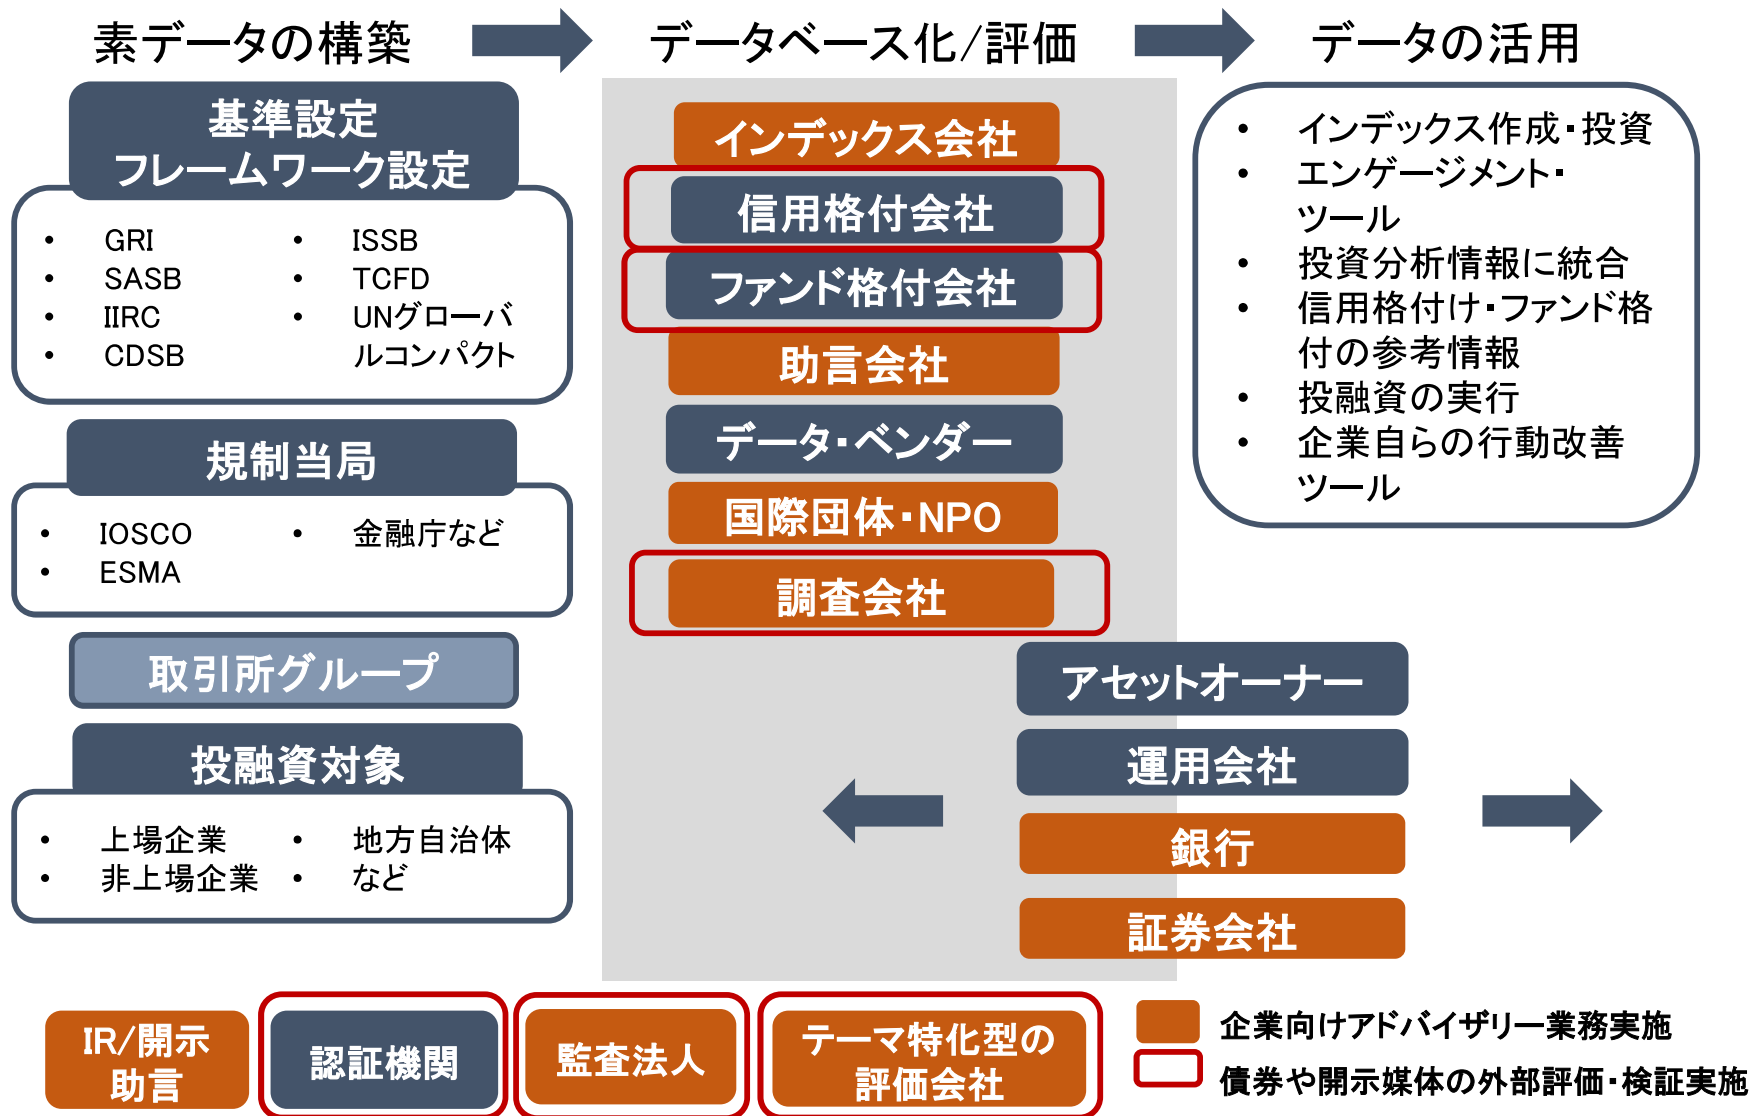 素データの構築
データベース化/評価
データの活用
基準設定
フレームワーク設定
• GRI
• SASB
• IIRC
• CDSB
• ISSB
• TCFD
• UNグローバ
ルコンパクト
規制当局
• IOSCO
• ESMA
• 金融庁など
取引所グループ
投融資対象
• 上場企業
• 非上場企業
• 地方自治体
• など
インデックス会社
信用格付会社
ファンド格付会社
助言会社
データ・ベンダー
国際団体・NPO
調査会社
アセットオーナー
運用会社
銀行
証券会社
• インデックス作成・投資
• エンゲージメント・
ツール
• 投資分析情報に統合
• 信用格付け・ファンド格
付の参考情報
• 投融資の実行
• 企業自らの行動改善
ツール
IR/開示
助言
認証機関
監査法人
テーマ特化型の
評価会社
企業向けアドバイザリー業務実施
債券や開示媒体の外部評価・検証実施